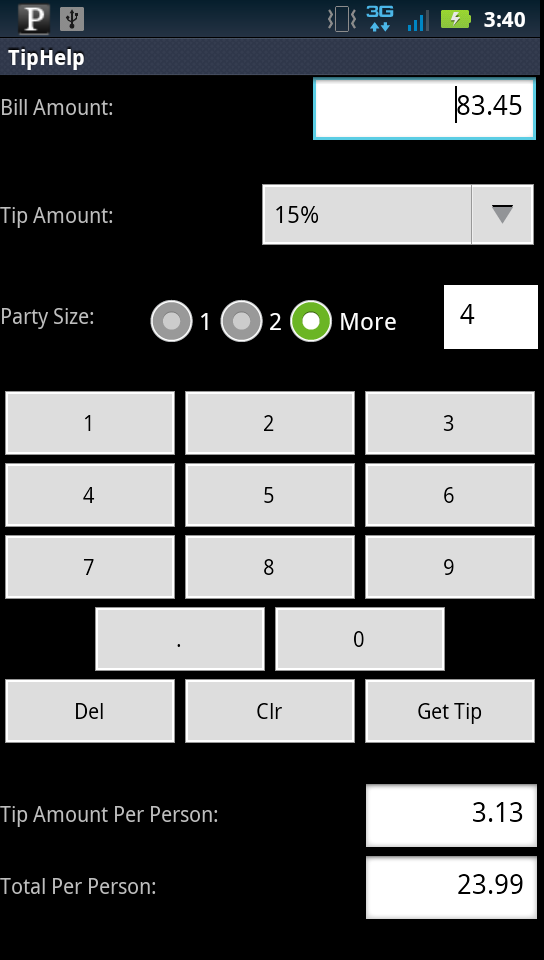 P 3G 3:40
TipHelp
Bill Amount: 83.45
Tip Amount: 15%
Party Size: 1 2 More 4
1 2 3
4 5 6
7 8 9
. 0
Del Clr Get Tip
Tip Amount Per Person: 3.13
Total Per Person: 23.99